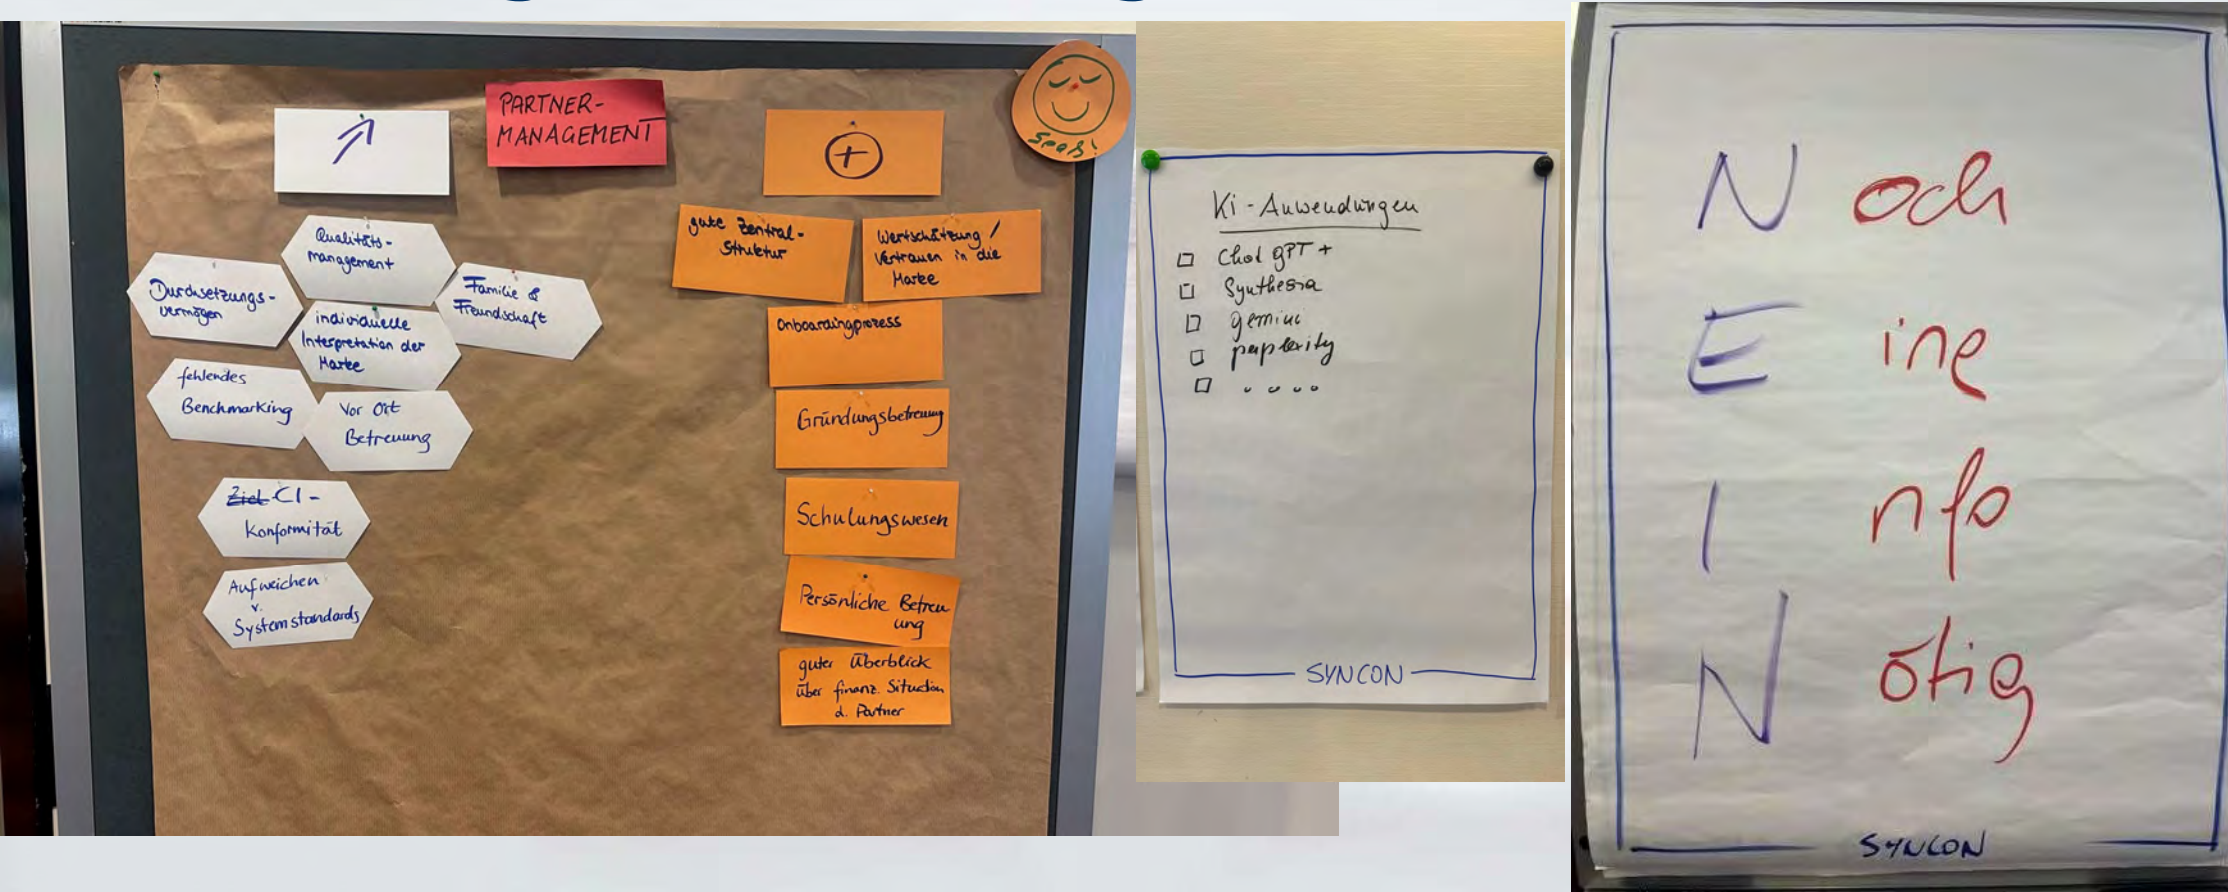 PARTNER-
MANAGEMENT
Spaß!
Qualitäts-
management
Durchsetzungs-
vermögen
Familie &
Freundschaft
individuelle
Interpretation der
Marke
fehlendes
Benchmarking
Vor Ort
Betreuung
Ziel CI-
Konformität
Aufweichen
v.
Systemstandards
+
gute Zentral-
struktur
Wertschätzung /
Vertrauen in die
Marke
Onboardingprozess
Gründungsbetreuung
Schulungswesen
Persönliche Betreu
ung
guter Überblick
über finanz. Situation
d. Partner
Ki-Anwendungen
Chat GPT +
Synthesia
gemini
perplexity
....
SYNCON
N och
E ine
I nfo
N ötig
SYNCON